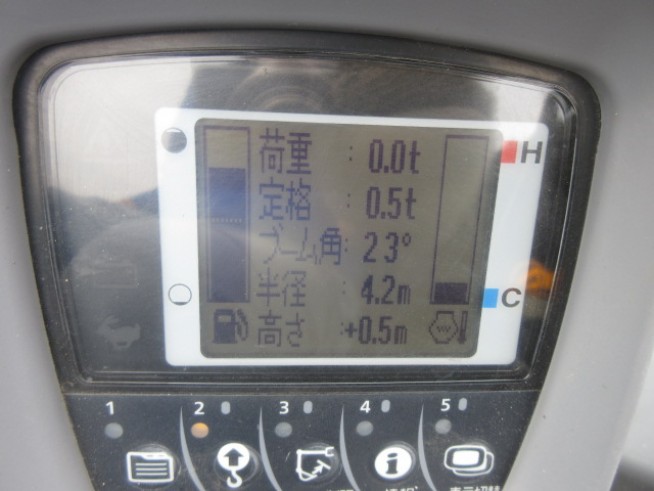 荷重 : 0.0t
定格 : 0.5t
ブーム角: 23°
半径 : 4.2m
高さ :+0.5m
H
C
1 2 3 4 5